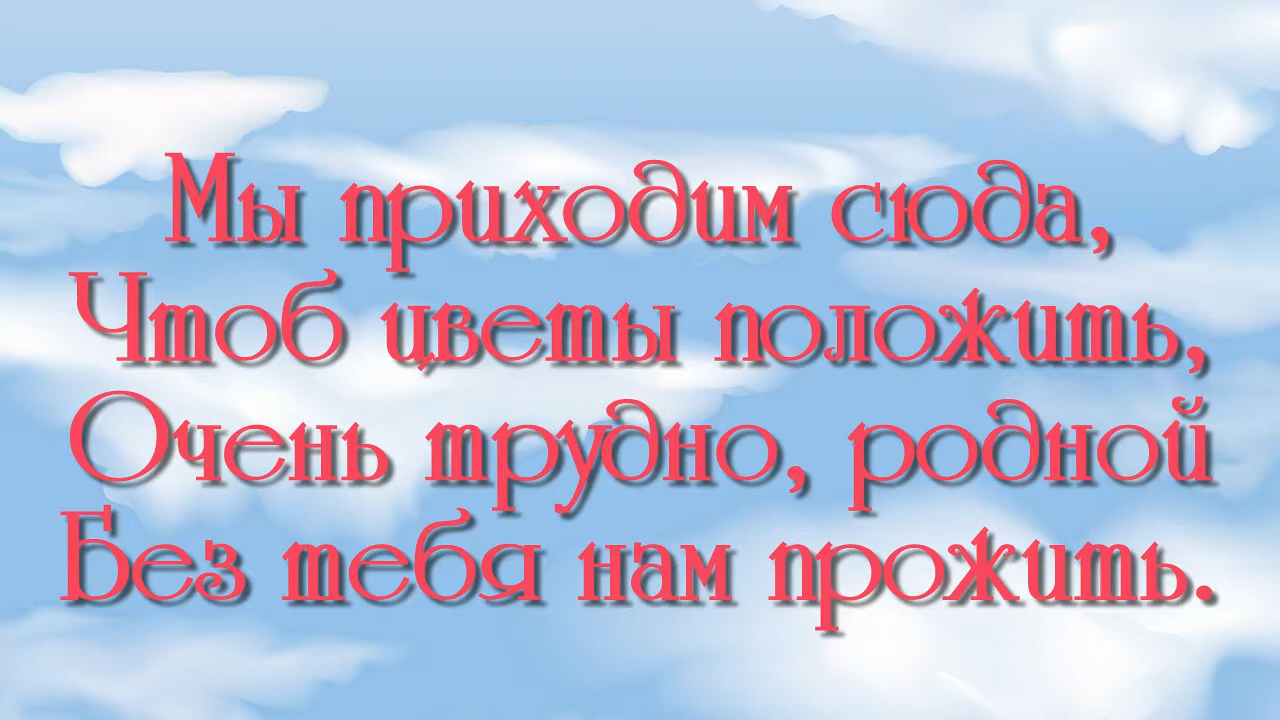 Мы приходим сюда,
Чтоб цветы положить,
Очень трудно, родной
Без тебя нам прожить.